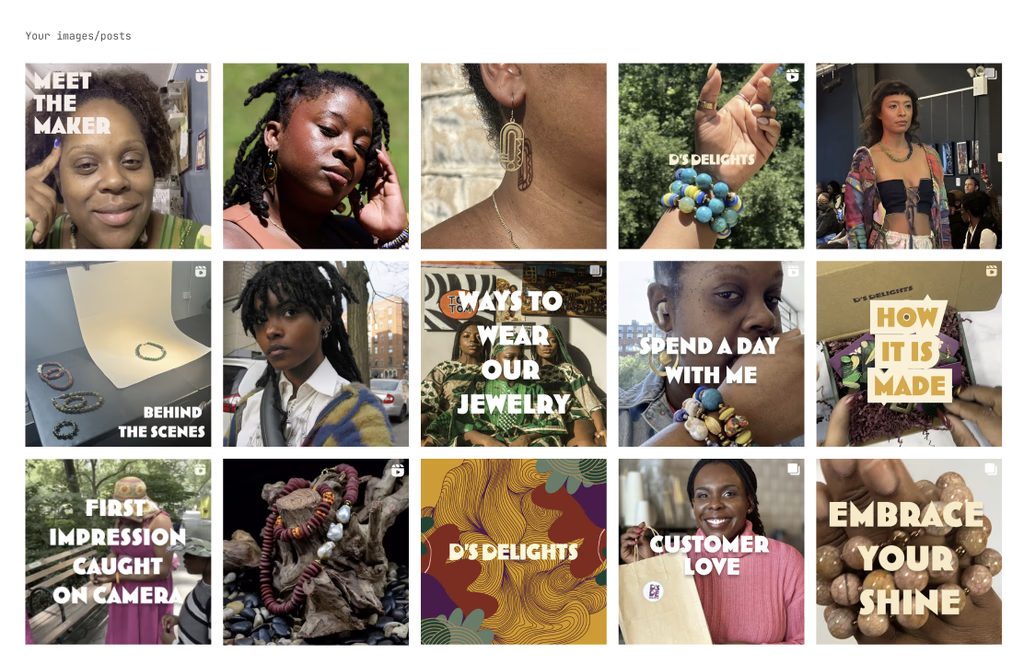 Your images/posts
MEET
THE
MAKER
D'S DELIGHTS
BEHIND
THE SCENES
WAYS TO
WEAR
OUR
JEWELRY
SPEND A DAY
WITH ME
D'S DELIGHTS
HOW
IT IS
MADE
FIRST
IMPRESSION
CAUGHT
ON CAMERA
D'S DELIGHTS
CUSTOMER
LOVE
EMBRACE
YOUR
SHINE